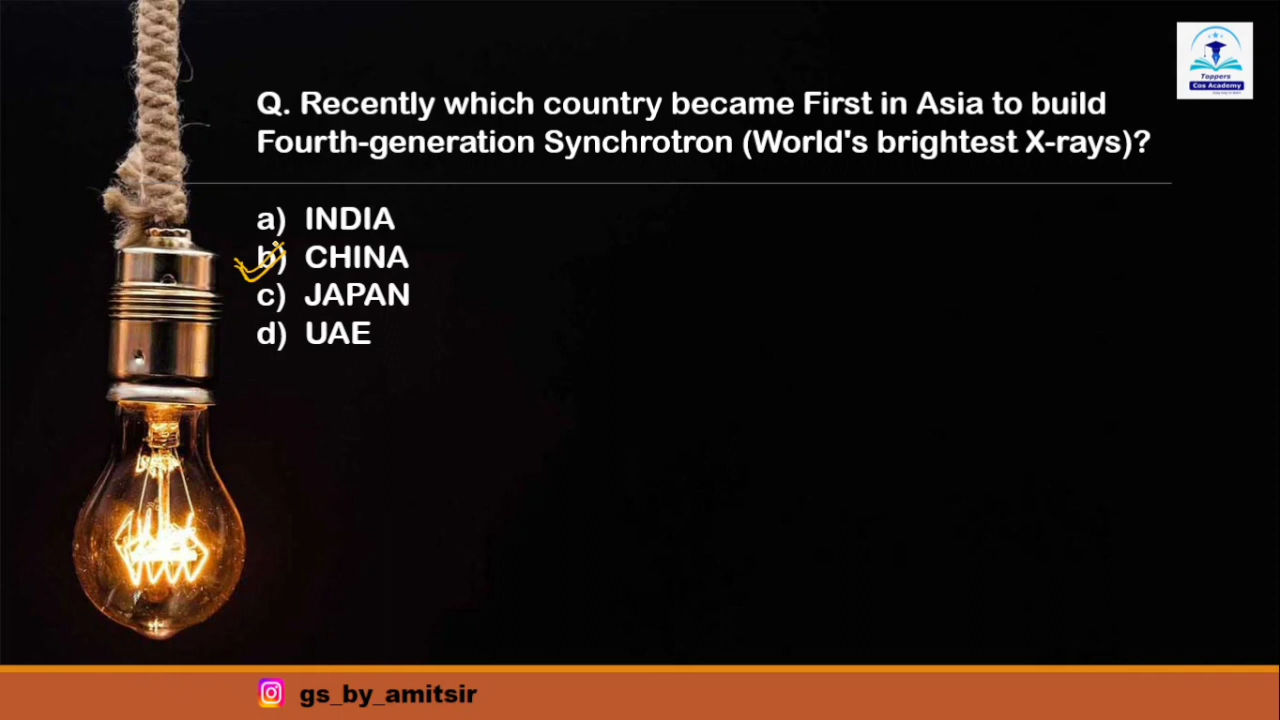 Toppers
Cos Academy
Q. Recently which country became First in Asia to build
Fourth-generation Synchrotron (World's brightest X-rays)?
a) INDIA
b) CHINA
c) JAPAN
d) UAE
gs_by_amitsir